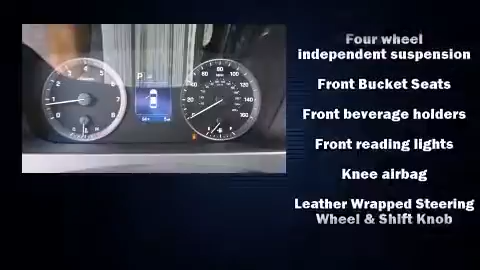 Four wheel
independent suspension
Front Bucket Seats
Front beverage holders
Front reading lights
Knee airbag
Leather Wrapped Steering
Wheel & Shift Knob